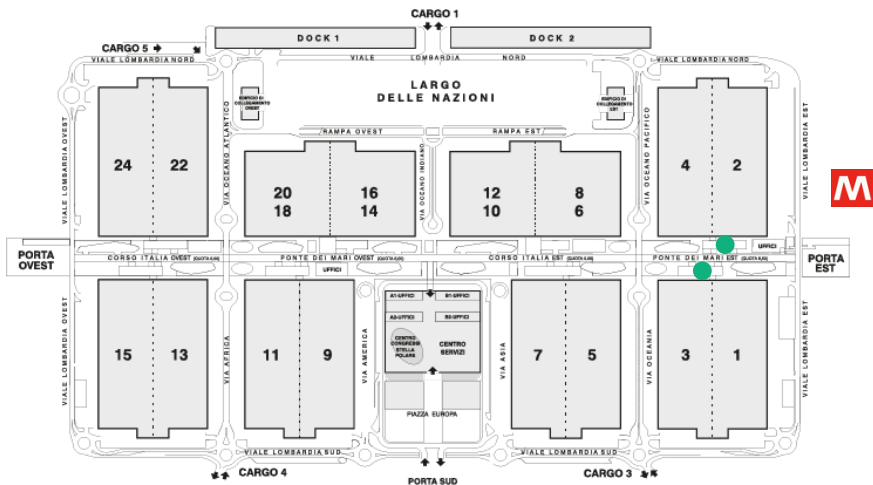 CARGO 1
DOCK 1
DOCK 2
CARGO 5
VIALE LOMBARDIA NORD
VIALE LOMBARDIA NORD
VIALE LOMBARDIA NORD
LARGO
DELLE NAZIONI
EDIFICIO DI
COLLEGAMENTO
OVEST
EDIFICIO DI
COLLEGAMENTO
EST
RAMPA OVEST
RAMPA EST
VIALE LOMBARDIA OVEST
VIA OCEANO ATLANTICO
VIA OCEANO INDIANO
VIA OCEANO PACIFICO
VIALE LOMBARDIA EST
M
24
22
20
18
16
14
12
10
8
6
4
2
UFFICI
PORTA
OVEST
CORSO ITALIA OVEST
PONTE DEI MARI OVEST
CORSO ITALIA EST
PONTE DEI MARI EST
PORTA
EST
UFFICI
A1-UFFICI
B1-UFFICI
A2-UFFICI
B2-UFFICI
CENTRO
CONGRESSI
STELLA
POLARE
CENTRO
SERVIZI
VIALE LOMBARDIA OVEST
VIA AFRICA
VIA AMERICA
VIA ASIA
VIA OCEANIA
VIALE LOMBARDIA EST
15
13
11
9
7
5
3
1
PIAZZA EUROPA
VIALE LOMBARDIA SUD
VIALE LOMBARDIA SUD
CARGO 4
PORTA SUD
CARGO 3